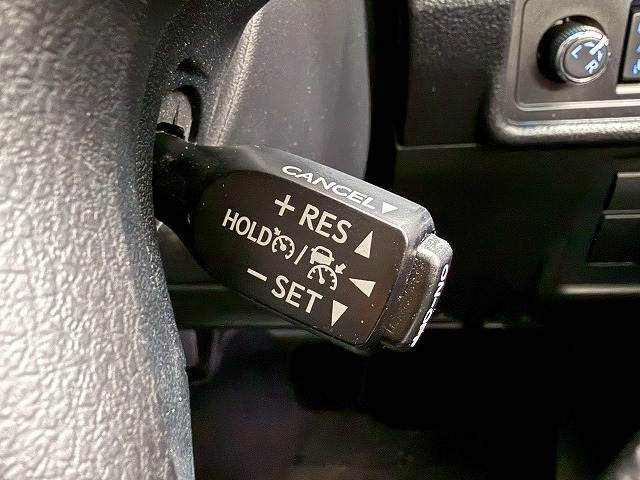 CANCEL▼
+ RES ▲
HOLD /
− SET ▼
L R